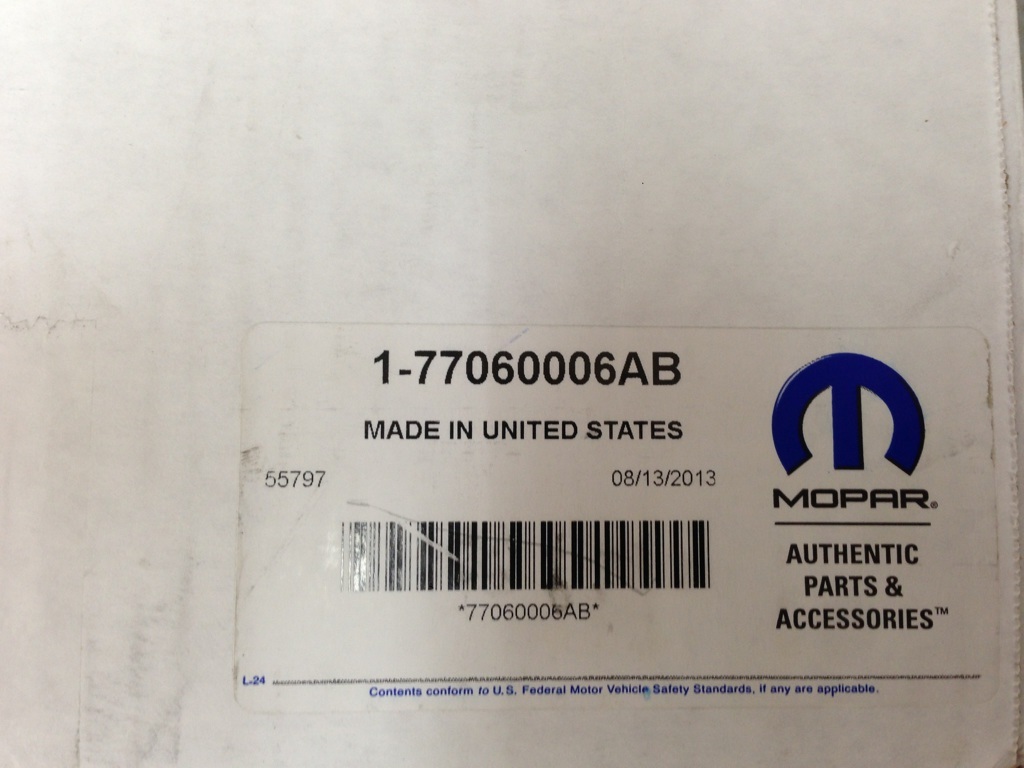 1-77060006AB
MADE IN UNITED STATES
55797 08/13/2013
*77060006AB*
MOPAR®
AUTHENTIC
PARTS &
ACCESSORIES™
L-24
Contents conform to U.S. Federal Motor Vehicle Safety Standards, if any are applicable.